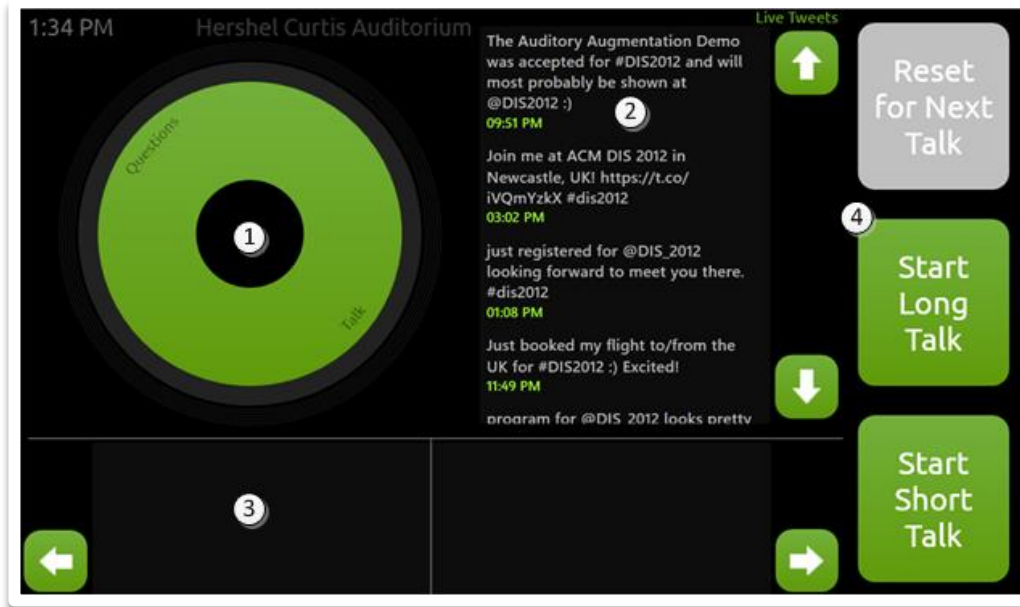 1:34 PM
Hershel Curtis Auditorium
Live Tweets
Questions
Talk
1
The Auditory Augmentation Demo
was accepted for #DIS2012 and will
most probably be shown at
@DIS2012 :)
2
09:51 PM
Join me at ACM DIS 2012 in
Newcastle, UK! https://t.co/
iVQmYzkX #dis2012
03:02 PM
just registered for @DIS_2012
looking forward to meet you there.
#dis2012
01:08 PM
Just booked my flight to/from the
UK for #DIS2012 :) Excited!
11:49 PM
program for @DIS_2012 looks pretty
3
Reset
for Next
Talk
4
Start
Long
Talk
Start
Short
Talk